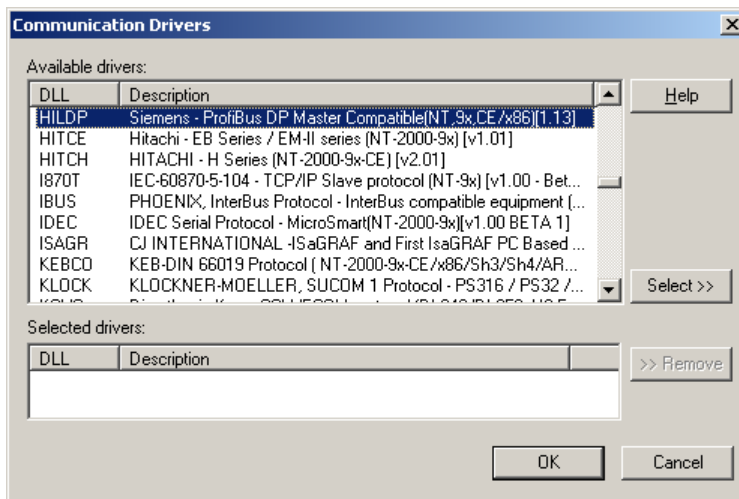 Communication Drivers
Available drivers:
DLL Description
HILDP Siemens - ProfiBus DP Master Compatible(NT,9x,CE/x86)[1.13]
HITCE Hitachi - EB Series / EM-II series (NT-2000-9x) [v1.01]
HITCH HITACHI - H Series (NT-2000-9x-CE) [v2.01]
I870T IEC-60870-5-104 - TCP/IP Slave protocol (NT-9x) [v1.00 - Bet...
IBUS PHOENIX, InterBus Protocol - InterBus compatible equipment (...
IDEC IDEC Serial Protocol - MicroSmart(NT-2000-9x)[v1.00 BETA 1]
ISAGR CJ INTERNATIONAL -ISaGRAF and First IsaGRAF PC Based ...
KEBCO KEB-DIN 66019 Protocol ( NT-2000-9x-CE/x86/Sh3/Sh4/AR...
KLOCK KLOCKNER-MOELLER, SUCOM 1 Protocol - PS316 / PS32 /...
Help
Select >>
Selected drivers:
DLL Description
>> Remove
OK
Cancel